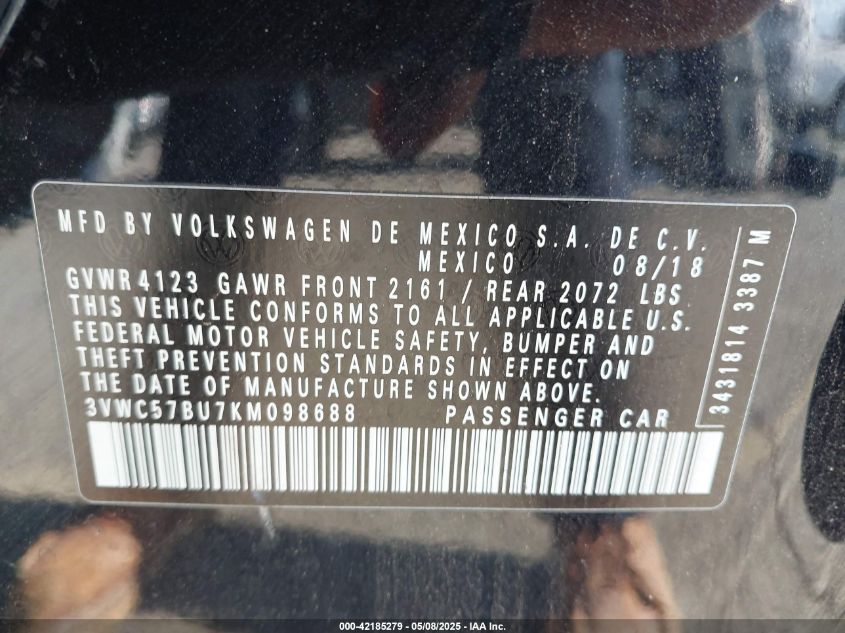 MFD BY VOLKSWAGEN DE MEXICO S.A. DE C.V.
MEXICO 08/18
GVWR 4123 GAWR FRONT 2161 / REAR 2072 LBS
THIS VEHICLE CONFORMS TO ALL APPLICABLE U.S.
FEDERAL MOTOR VEHICLE SAFETY, BUMPER AND
THEFT PREVENTION STANDARDS IN EFFECT ON
THE DATE OF MANUFACTURE SHOWN ABOVE.
3VWC57BU7KM098688 PASSENGER CAR
3431814 3387 M
000-42185279 - 05/08/2025 - IAA Inc.